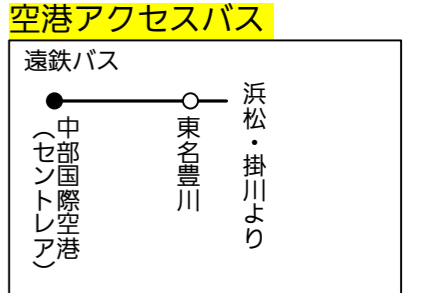 空港アクセスバス
遠鉄バス
中部国際空港
（セントレア）
東名豊川
浜松・掛川より